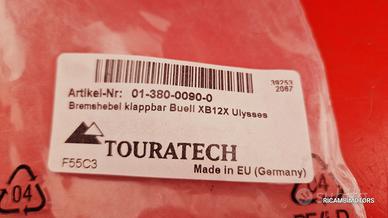 39253
2067
Artikel-Nr: 01-380-0090-0
Bremshebel klappbar Buell XB12X Ulysses
TOURATECH
F55C3
Made in EU (Germany)
04
RICAMBIMOTORS